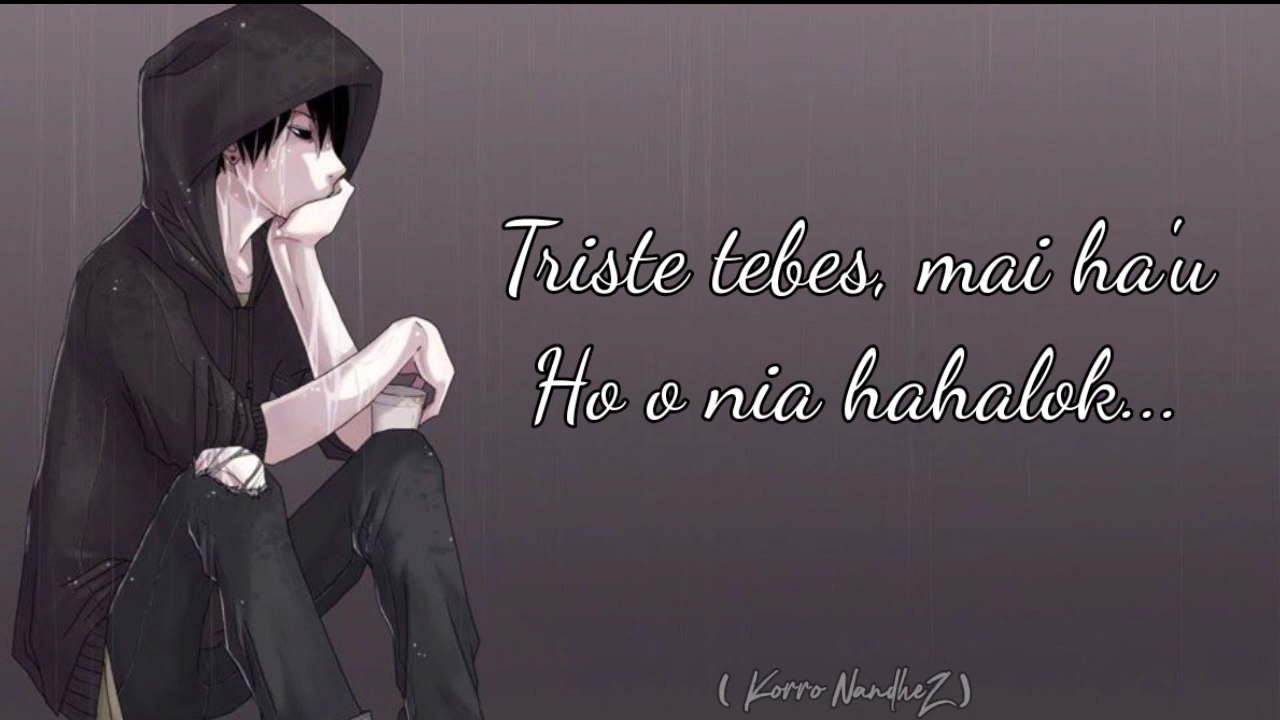 Triste tebes, mai ha'u
Ho o nia hahalok...
( Korro NandheZ )